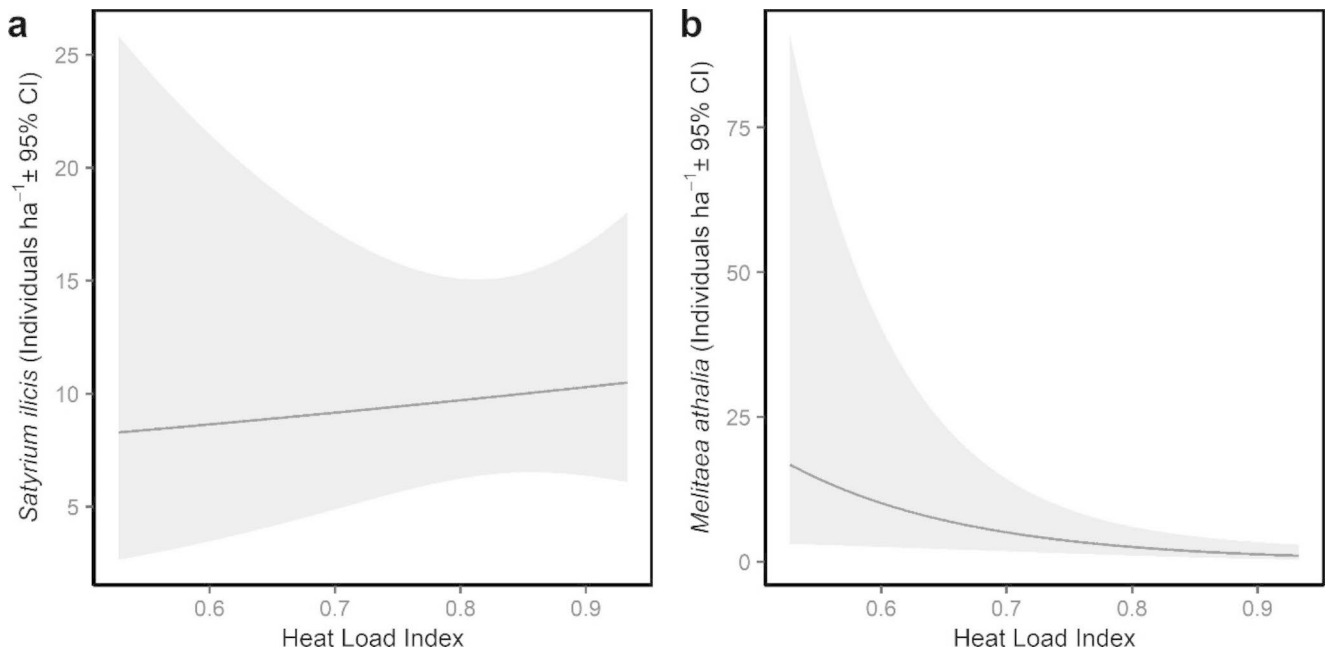 a
Satyrium ilicis (Individuals ha⁻¹± 95% CI)
25
20
15
10
5
0.6 0.7 0.8 0.9
Heat Load Index
b
Melitaea athalia (Individuals ha⁻¹± 95% CI)
75
50
25
0
0.6 0.7 0.8 0.9
Heat Load Index